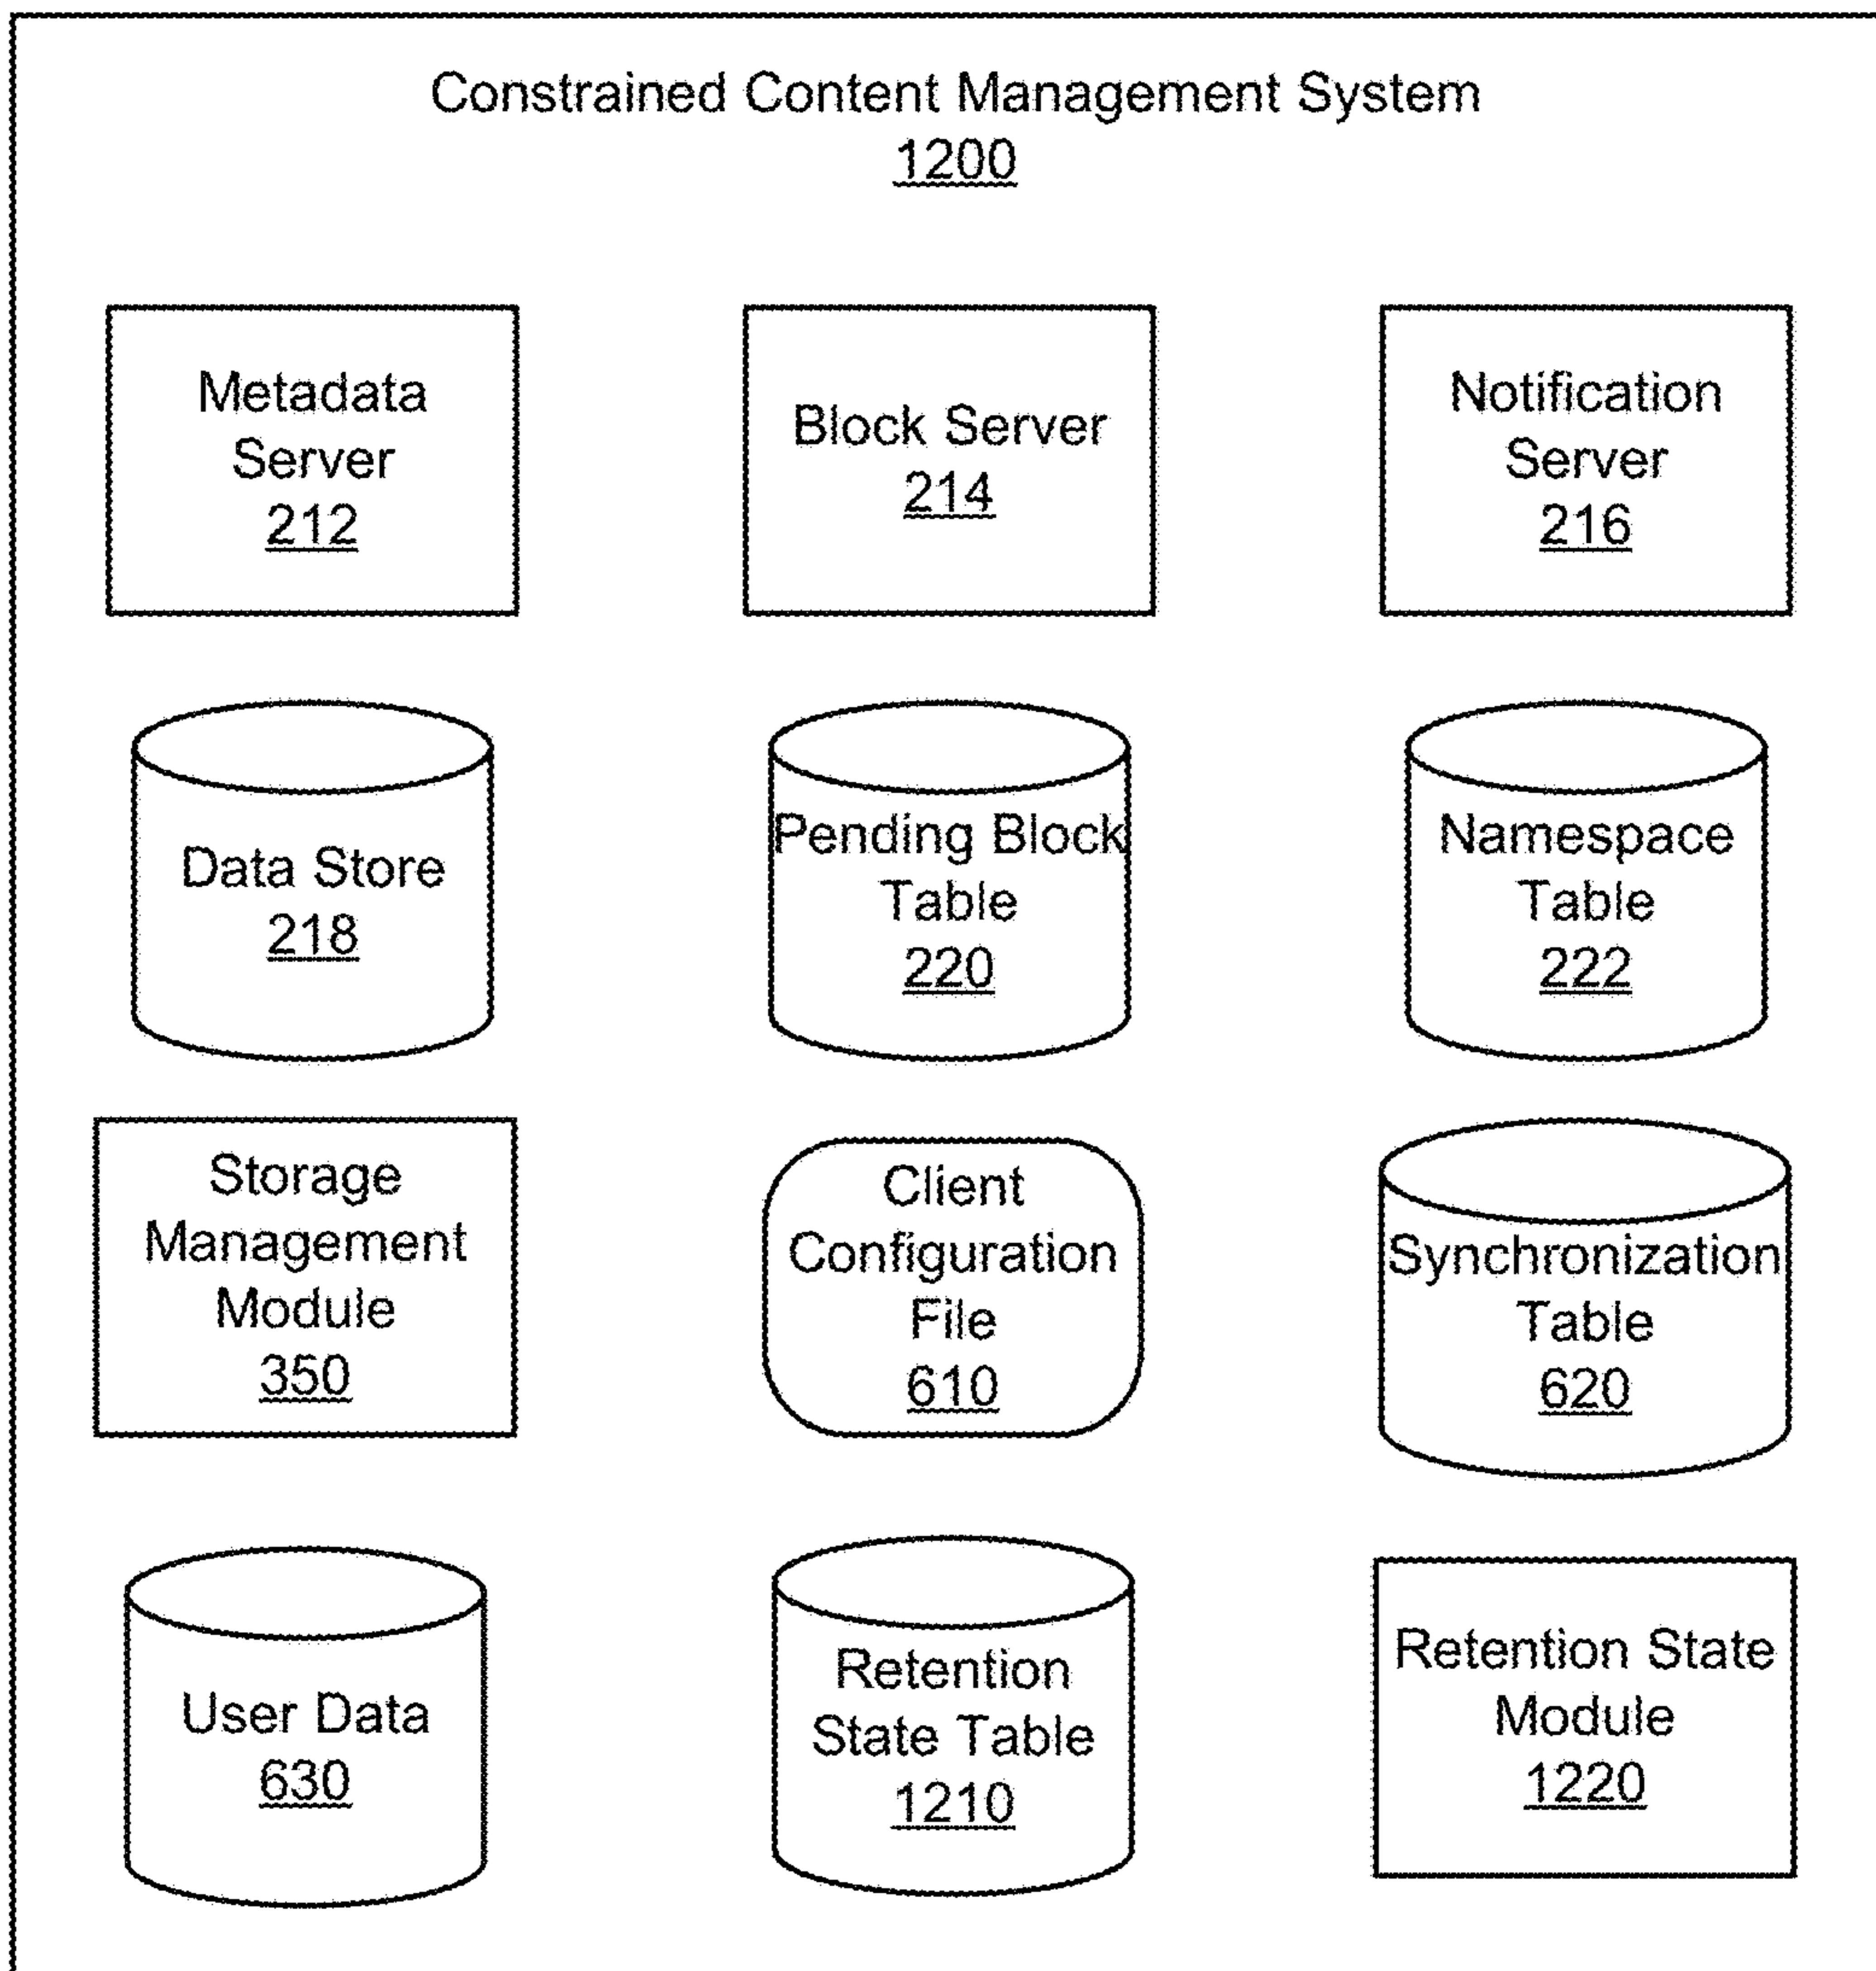 Constrained Content Management System
1200
Metadata
Server
212
Block Server
214
Notification
Server
216
Data Store
218
Pending Block
Table
220
Namespace
Table
222
Storage
Management
Module
350
Client
Configuration
File
610
Synchronization
Table
620
User Data
630
Retention
State Table
1210
Retention State
Module
1220